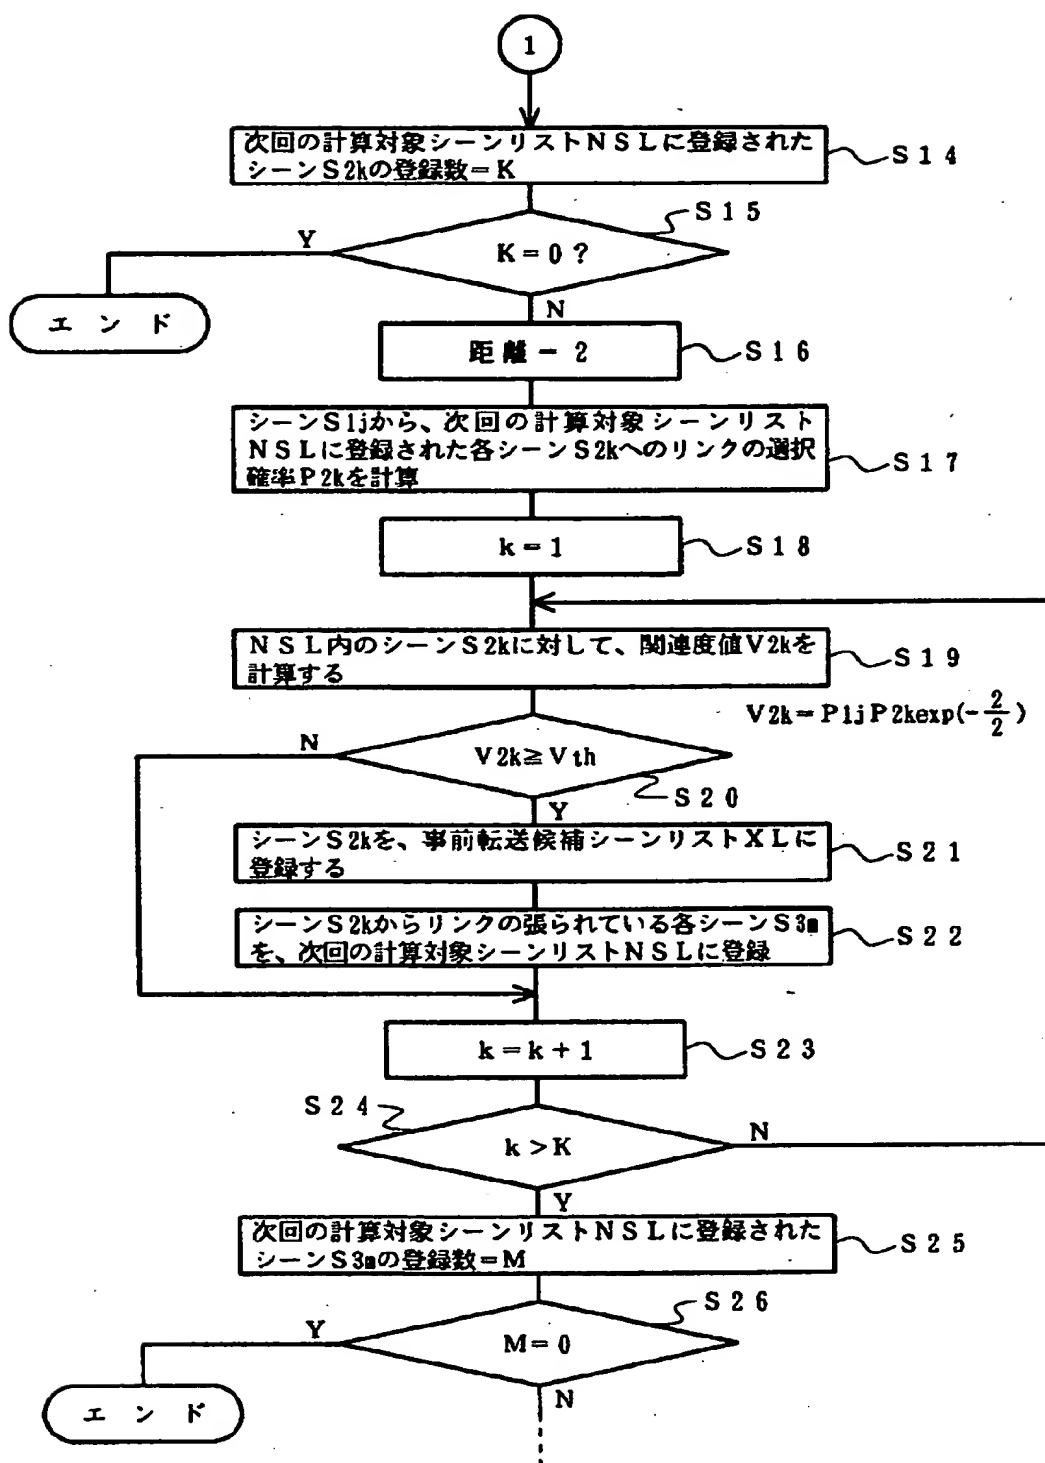 1
次回の計算対象シーンリストNSLに登録された
シーンS2kの登録数=K
S14
S15
K=0?
Y
エンド
N
距離=2
S16
シーンS1jから、次回の計算対象シーンリスト
NSLに登録された各シーンS2kへのリンクの選択
確率P2kを計算
S17
k=1
S18
NSL内のシーンS2kに対して、関連度値V2kを
計算する
S19
V2k=P1jP2kexp(-2/2)
N
V2k≧Vth
S20
Y
シーンS2kを、事前転送候補シーンリストXLに
登録する
S21
シーンS2kからリンクの張られている各シーンS3m
を、次回の計算対象シーンリストNSLに登録
S22
k=k+1
S23
S24
k>K
N
Y
次回の計算対象シーンリストNSLに登録された
シーンS3mの登録数=M
S25
S26
Y
M=0
エンド
N